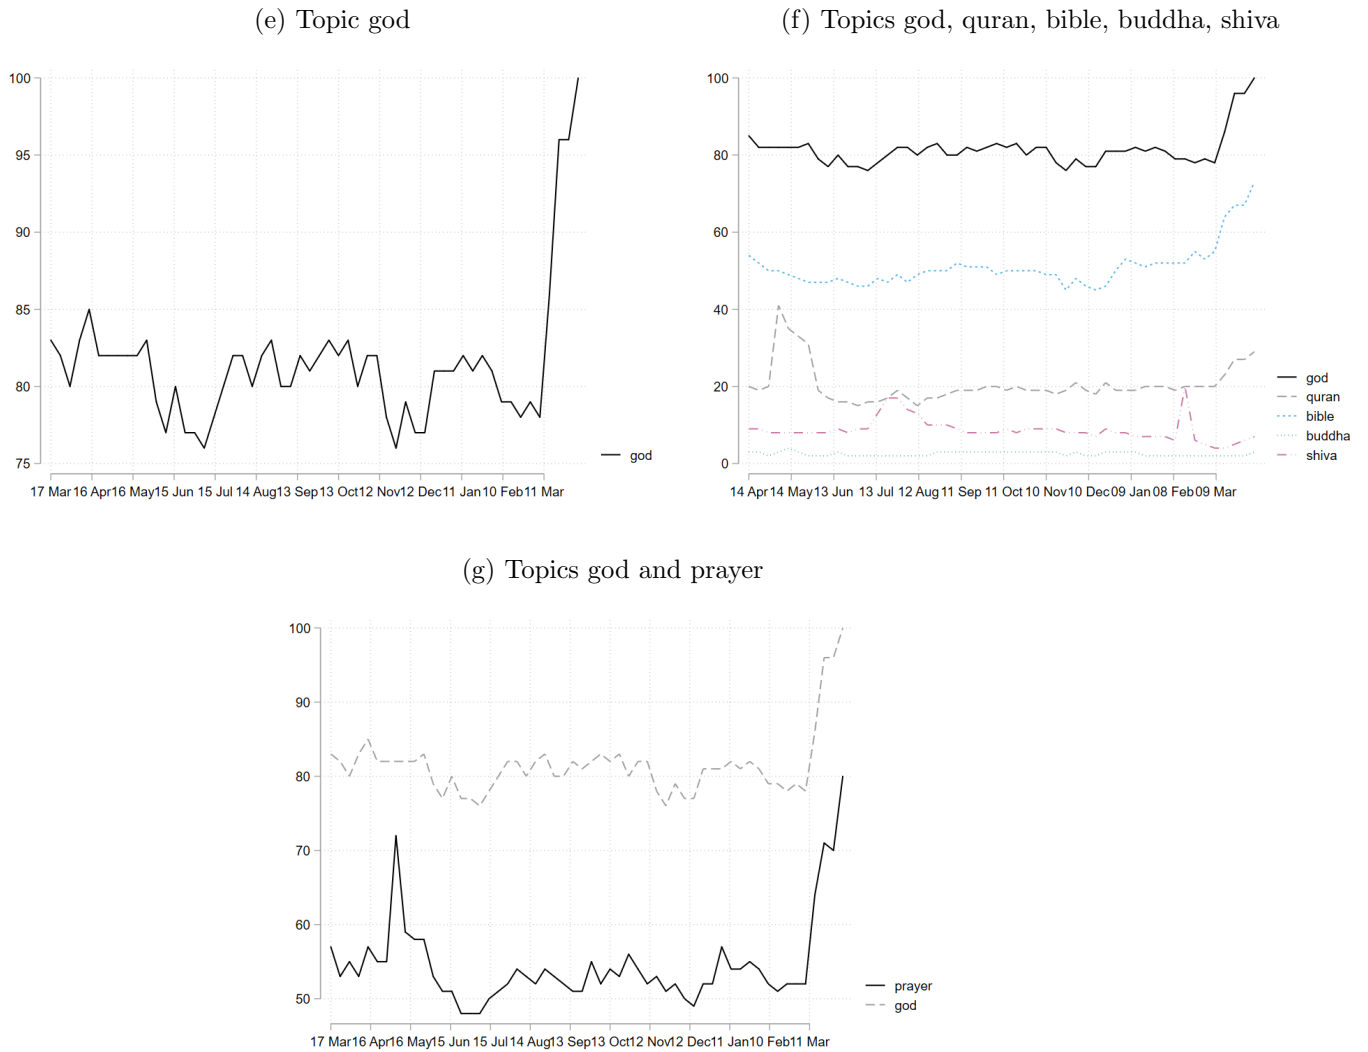 (e) Topic god
(f) Topics god, quran, bible, buddha, shiva
100
95
90
85
80
75
17 Mar 16 Apr 16 May 15 Jun 15 Jul 14 Aug 13 Sep 13 Oct 12 Nov 12 Dec 11 Jan 10 Feb 11 Mar
god
100
80
60
40
20
0
14 Apr 14 May 13 Jun 13 Jul 12 Aug 11 Sep 11 Oct 10 Nov 10 Dec 09 Jan 08 Feb 09 Mar
god
quran
bible
buddha
shiva
(g) Topics god and prayer
100
90
80
70
60
50
17 Mar 16 Apr 16 May 15 Jun 15 Jul 14 Aug 13 Sep 13 Oct 12 Nov 12 Dec 11 Jan 10 Feb 11 Mar
prayer
god